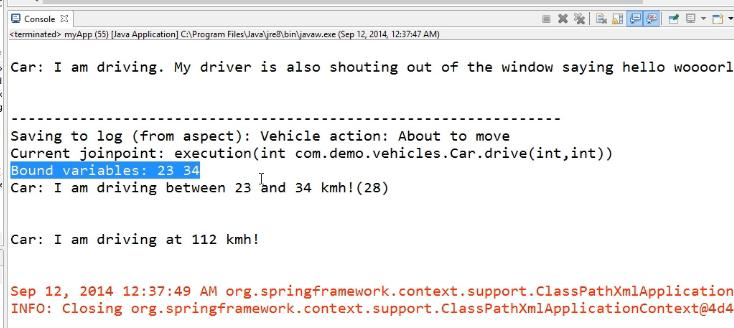 Console
<terminated> myApp (55) [Java Application] C:\Program Files\Java\jre8\bin\javaw.exe (Sep 12, 2014, 12:37:47 AM)
Car: I am driving. My driver is also shouting out of the window saying hello woooorl
------------------------------------------------------------
Saving to log (from aspect): Vehicle action: About to move
Current joinpoint: execution(int com.demo.vehicles.Car.drive(int,int))
Bound variables: 23 34
Car: I am driving between 23 and 34 kmh!(28)
Car: I am driving at 112 kmh!
Sep 12, 2014 12:37:49 AM org.springframework.context.support.ClassPathXmlApplication
INFO: Closing org.springframework.context.support.ClassPathXmlApplicationContext@4d4